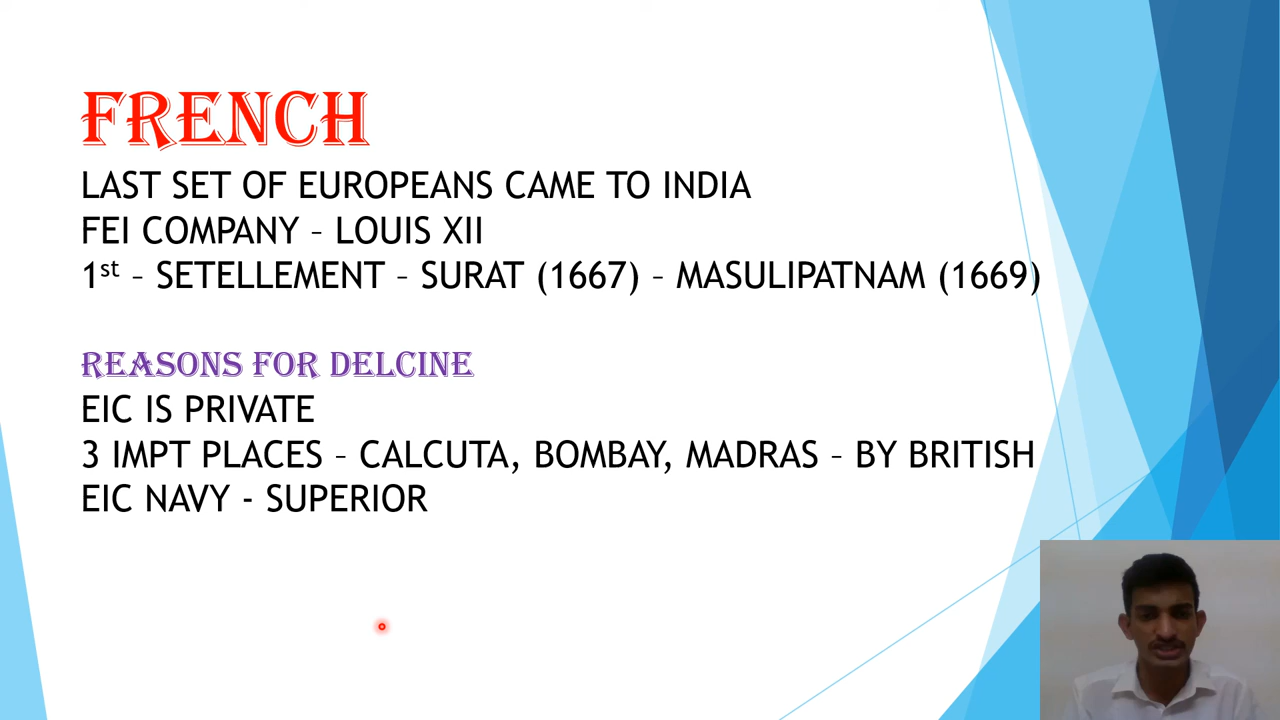 FRENCH
LAST SET OF EUROPEANS CAME TO INDIA
FEI COMPANY – LOUIS XII
1st – SETELLEMENT – SURAT (1667) – MASULIPATNAM (1669)
REASONS FOR DELCINE
EIC IS PRIVATE
3 IMPT PLACES – CALCUTA, BOMBAY, MADRAS – BY BRITISH
EIC NAVY - SUPERIOR